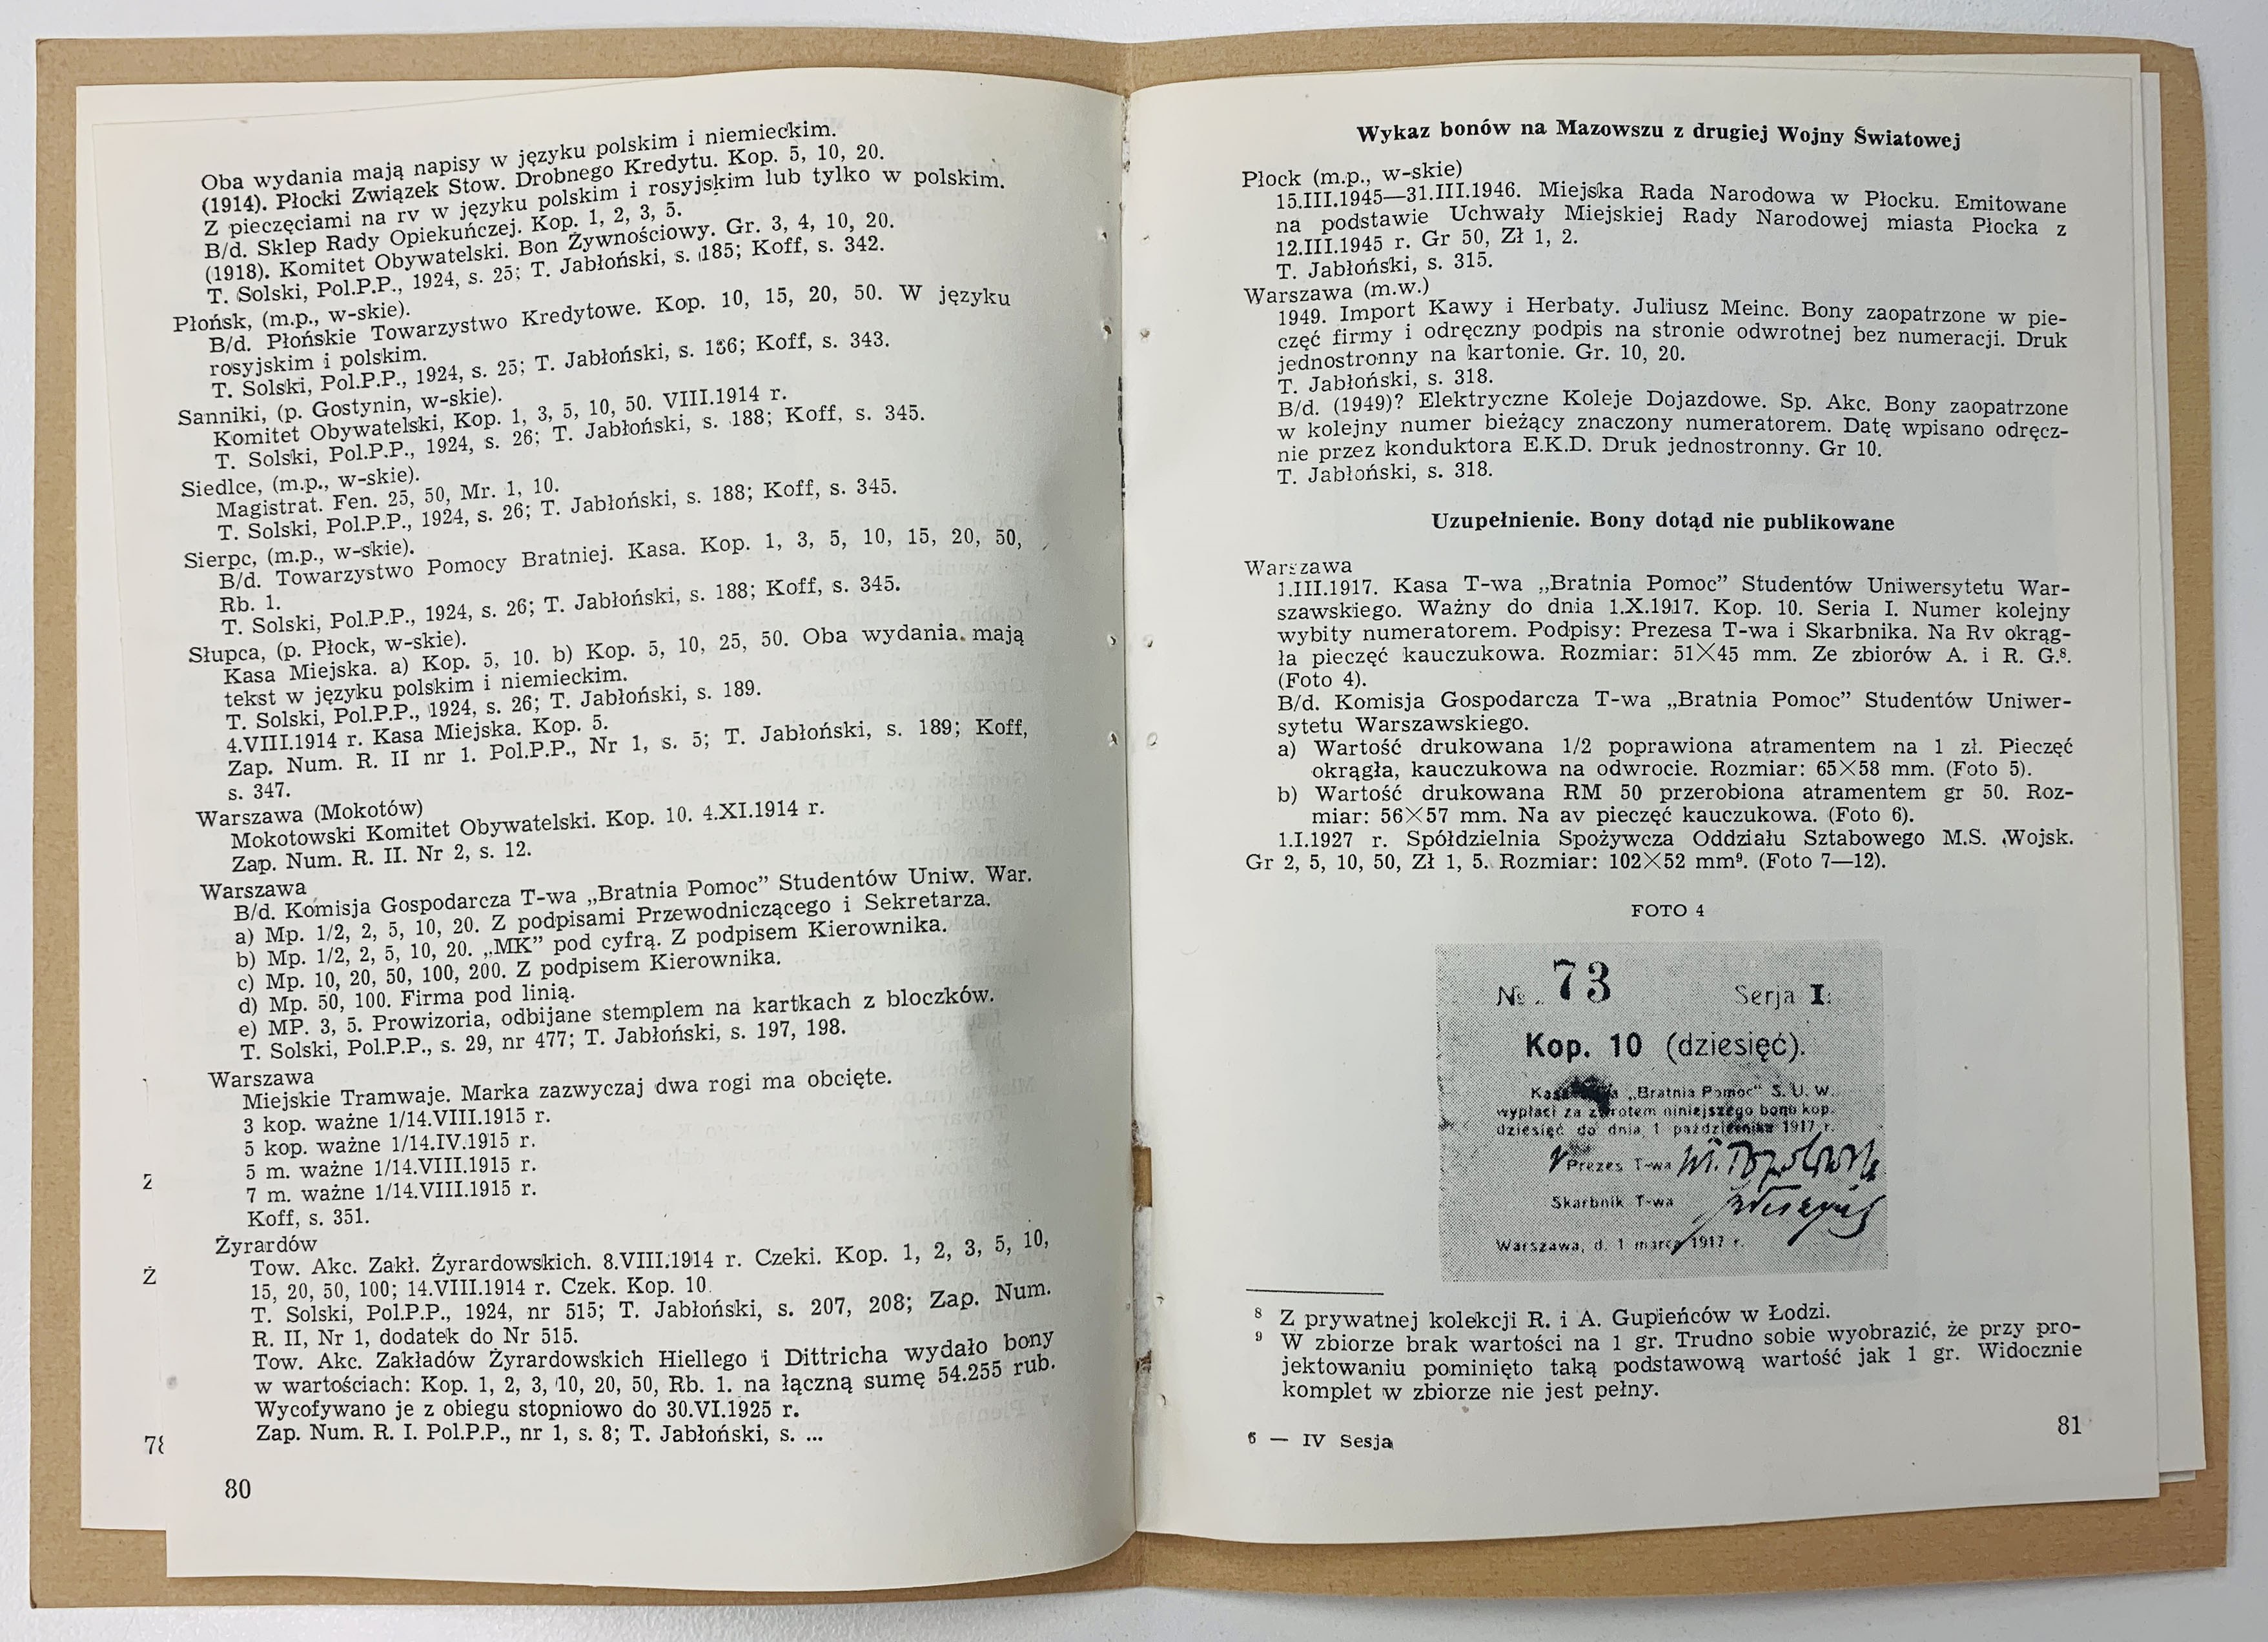 Oba wydania mają napisy w języku polskim i niemieckim.
(1914). Płocki Związek Stow. Drobnego Kredytu. Kop. 5, 10, 20.
Z pieczęciami na rv w języku polskim i rosyjskim lub tylko w polskim.
B/d. Sklep Rady Opiekuńczej. Kop. 1, 2, 3, 5.
(1918). Komitet Obywatelski. Bon Żywnościowy. Gr. 3, 4, 10, 20.
T. Solski, Pol.P.P., 1924, s. 25; T. Jabłoński, s. 185; Koff, s. 342.
Płońsk, (m.p., w-skie).
B/d. Płońskie Towarzystwo Kredytowe. Kop. 10, 15, 20, 50. W języku
rosyjskim i polskim.
T. Solski, Pol.P.P., 1924, s. 25; T. Jabłoński, s. 186; Koff, s. 343.
Sanniki, (p. Gostynin, w-skie).
Komitet Obywatelski, Kop. 1, 3, 5, 10, 50. VIII.1914 r.
T. Solski, Pol.P.P., 1924, s. 26; T. Jabłoński, s. 188; Koff, s. 345.
Siedlce, (m.p., w-skie).
Magistrat. Fen. 25, 50, Mr. 1, 10.
T. Solski, Pol.P.P., 1924, s. 26; T. Jabłoński, s. 188; Koff, s. 345.
Sierpc, (m.p., w-skie).
B/d. Towarzystwo Pomocy Bratniej. Kasa. Kop. 1, 3, 5, 10, 15, 20, 50,
Rb. 1.
T. Solski, Pol.P.P., 1924, s. 26; T. Jabłoński, s. 188; Koff, s. 345.
Słupca, (p. Płock, w-skie).
Kasa Miejska. a) Kop. 5, 10. b) Kop. 5, 10, 25, 50. Oba wydania mają
tekst w języku polskim i niemieckim.
T. Solski, Pol.P.P., 1924, s. 26; T. Jabłoński, s. 189.
4.VIII.1914 r. Kasa Miejska. Kop. 5.
Zap. Num. R. II nr 1. Pol.P.P., Nr 1, s. 5; T. Jabłoński, s. 189; Koff,
s. 347.
Warszawa (Mokotów)
Mokotowski Komitet Obywatelski. Kop. 10. 4.XI.1914 r.
Zap. Num. R. II. Nr 2, s. 12.
Warszawa
B/d. Komisja Gospodarcza T-wa „Bratnia Pomoc” Studentów Uniw. War.
a) Mp. 1/2, 2, 5, 10, 20. Z podpisami Przewodniczącego i Sekretarza.
b) Mp. 1/2, 2, 5, 10, 20. „MK” pod cyfrą. Z podpisem Kierownika.
c) Mp. 10, 20, 50, 100, 200. Z podpisem Kierownika.
d) Mp. 50, 100. Firma pod linią.
e) MP. 3, 5. Prowizoria, odbijane stemplem na kartkach z bloczków.
T. Solski, Pol.P.P., s. 29, nr 477; T. Jabłoński, s. 197, 198.
Warszawa
Miejskie Tramwaje. Marka zazwyczaj dwa rogi ma obcięte.
3 kop. ważne 1/14.VIII.1915 r.
5 kop. ważne 1/14.IV.1915 r.
5 m. ważne 1/14.VIII.1915 r.
7 m. ważne 1/14.VIII.1915 r.
Koff, s. 351.
Żyrardów
Tow. Akc. Zakł. Żyrardowskich. 8.VIII.1914 r. Czeki. Kop. 1, 2, 3, 5, 10,
15, 20, 50, 100; 14.VIII.1914 r. Czek. Kop. 10.
T. Solski, Pol.P.P., 1924, nr 515; T. Jabłoński, s. 207, 208; Zap. Num.
R. II, Nr 1, dodatek do Nr 515.
Tow. Akc. Zakładów Żyrardowskich Hiellego i Dittricha wydało bony
w wartościach: Kop. 1, 2, 3, 10, 20, 50, Rb. 1. na łączną sumę 54.255 rub.
Wycofywano je z obiegu stopniowo do 30.VI.1925 r.
Zap. Num. R. I. Pol.P.P., nr 1, s. 8; T. Jabłoński, s. ...
80
Z
Ż
78
Wykaz bonów na Mazowszu z drugiej Wojny Światowej
Płock (m.p., w-skie)
15.III.1945—31.III.1946. Miejska Rada Narodowa w Płocku. Emitowane
na podstawie Uchwały Miejskiej Rady Narodowej miasta Płocka z
12.III.1945 r. Gr 50, Zł 1, 2.
T. Jabłoński, s. 315.
Warszawa (m.w.)
1949. Import Kawy i Herbaty. Juliusz Meinc. Bony zaopatrzone w pie-
częć firmy i odręczny podpis na stronie odwrotnej bez numeracji. Druk
jednostronny na kartonie. Gr. 10, 20.
T. Jabłoński, s. 318.
B/d. (1949)? Elektryczne Koleje Dojazdowe. Sp. Akc. Bony zaopatrzone
w kolejny numer bieżący znaczony numeratorem. Datę wpisano odręcz-
nie przez konduktora E.K.D. Druk jednostronny. Gr 10.
T. Jabłoński, s. 318.
Uzupełnienie. Bony dotąd nie publikowane
Warszawa
1.III.1917. Kasa T-wa „Bratnia Pomoc” Studentów Uniwersytetu War-
szawskiego. Ważny do dnia 1.X.1917. Kop. 10. Seria I. Numer kolejny
wybity numeratorem. Podpisy: Prezesa T-wa i Skarbnika. Na Rv okrąg-
ła pieczęć kauczukowa. Rozmiar: 51×45 mm. Ze zbiorów A. i R. G.⁸.
(Foto 4).
B/d. Komisja Gospodarcza T-wa „Bratnia Pomoc” Studentów Uniwer-
sytetu Warszawskiego.
a) Wartość drukowana 1/2 poprawiona atramentem na 1 zł. Pieczęć
okrągła, kauczukowa na odwrocie. Rozmiar: 65×58 mm. (Foto 5).
b) Wartość drukowana RM 50 przerobiona atramentem gr 50. Roz-
miar: 56×57 mm. Na av pieczęć kauczukowa. (Foto 6).
1.I.1927 r. Spółdzielnia Spożywcza Oddziału Sztabowego M.S. Wojsk.
Gr 2, 5, 10, 50, Zł 1, 5. Rozmiar: 102×52 mm⁹. (Foto 7—12).
FOTO 4
№ 73 Serja I.
Kop. 10 (dziesięć).
„Bratnia Pomoc” S. U. W.
wypłaci za zwrotem niniejszego bonu kop.
dziesięć do dnia 1 października 1917 r.
Prezes T-wa
Skarbnik T-wa
Warszawa, d. 1 marca 1917 r.
⁸ Z prywatnej kolekcji R. i A. Gupieńców w Łodzi.
⁹ W zbiorze brak wartości na 1 gr. Trudno sobie wyobrazić, że przy pro-
jektowaniu pominięto taką podstawową wartość jak 1 gr. Widocznie
komplet w zbiorze nie jest pełny.
6 — IV Sesja
81